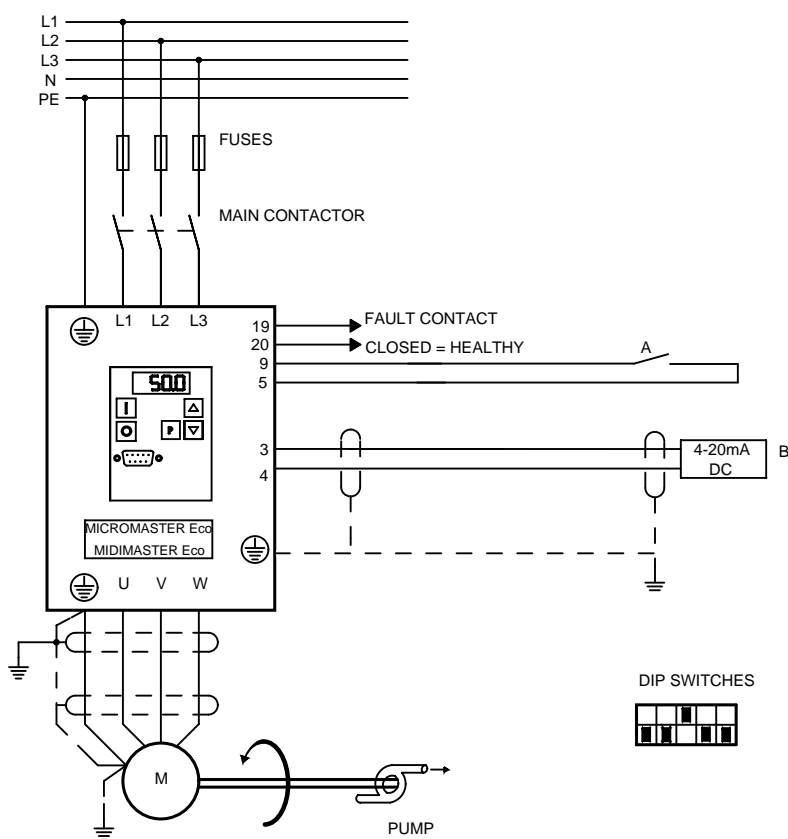 L1
L2
L3
N
PE
FUSES
MAIN CONTACTOR
L1 L2 L3
19
FAULT CONTACT
20
CLOSED = HEALTHY
9
A
5
50.0
P
3
4
4-20mA
DC
B
MICROMASTER Eco
MIDIMASTER Eco
U V W
DIP SWITCHES
M
PUMP